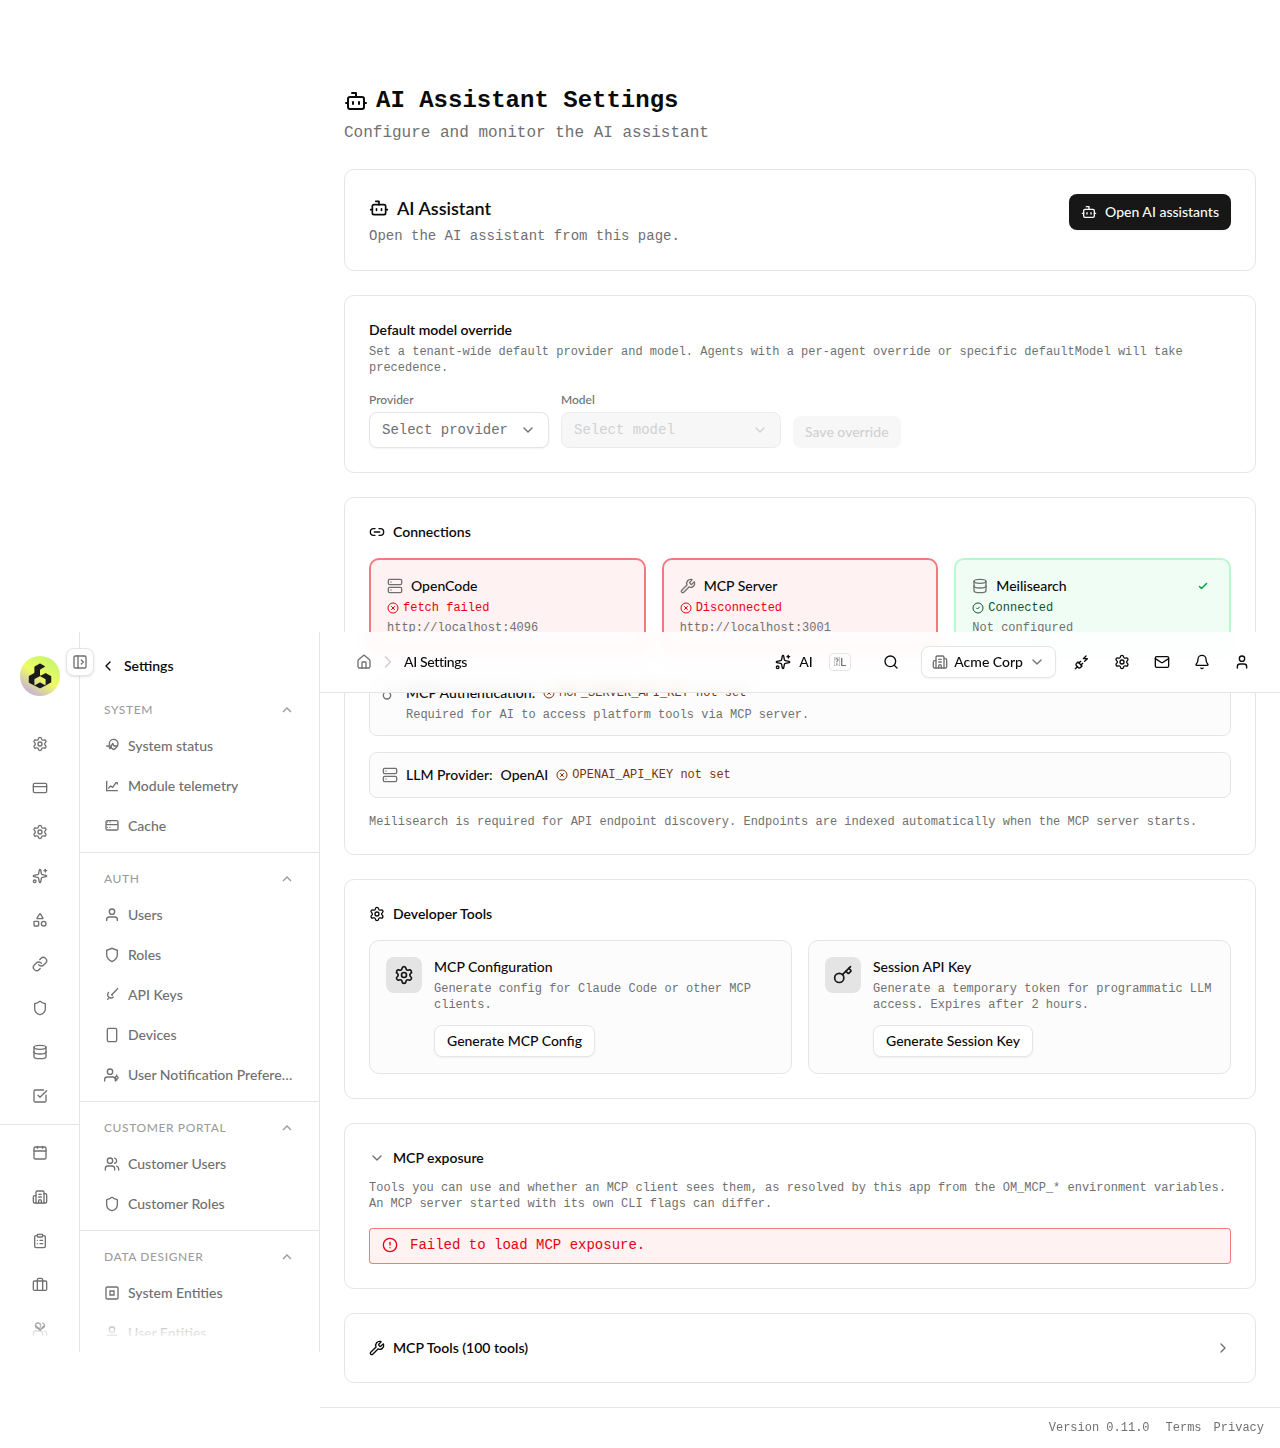 AI Assistant Settings
Configure and monitor the AI assistant
AI Assistant
Open the AI assistant from this page.
Open AI assistants
Default model override
Set a tenant-wide default provider and model. Agents with a per-agent override or specific defaultModel will take
precedence.
Provider
Model
Select provider
Select model
Save override
Connections
OpenCode
fetch failed
http://localhost:4096
MCP Server
Disconnected
http://localhost:3001
Meilisearch
Connected
Not configured
Settings
AI Settings
AI
Acme Corp
MCP Authentication:
MCP_SERVER_API_KEY not set
Required for AI to access platform tools via MCP server.
LLM Provider: OpenAI
OPENAI_API_KEY not set
Meilisearch is required for API endpoint discovery. Endpoints are indexed automatically when the MCP server starts.
SYSTEM
System status
Module telemetry
Cache
AUTH
Users
Roles
API Keys
Devices
User Notification Prefere...
CUSTOMER PORTAL
Customer Users
Customer Roles
DATA DESIGNER
System Entities
User Entities
Developer Tools
MCP Configuration
Generate config for Claude Code or other MCP
clients.
Generate MCP Config
Session API Key
Generate a temporary token for programmatic LLM
access. Expires after 2 hours.
Generate Session Key
MCP exposure
Tools you can use and whether an MCP client sees them, as resolved by this app from the OM_MCP_* environment variables.
An MCP server started with its own CLI flags can differ.
Failed to load MCP exposure.
MCP Tools (100 tools)
Version 0.11.0
Terms
Privacy